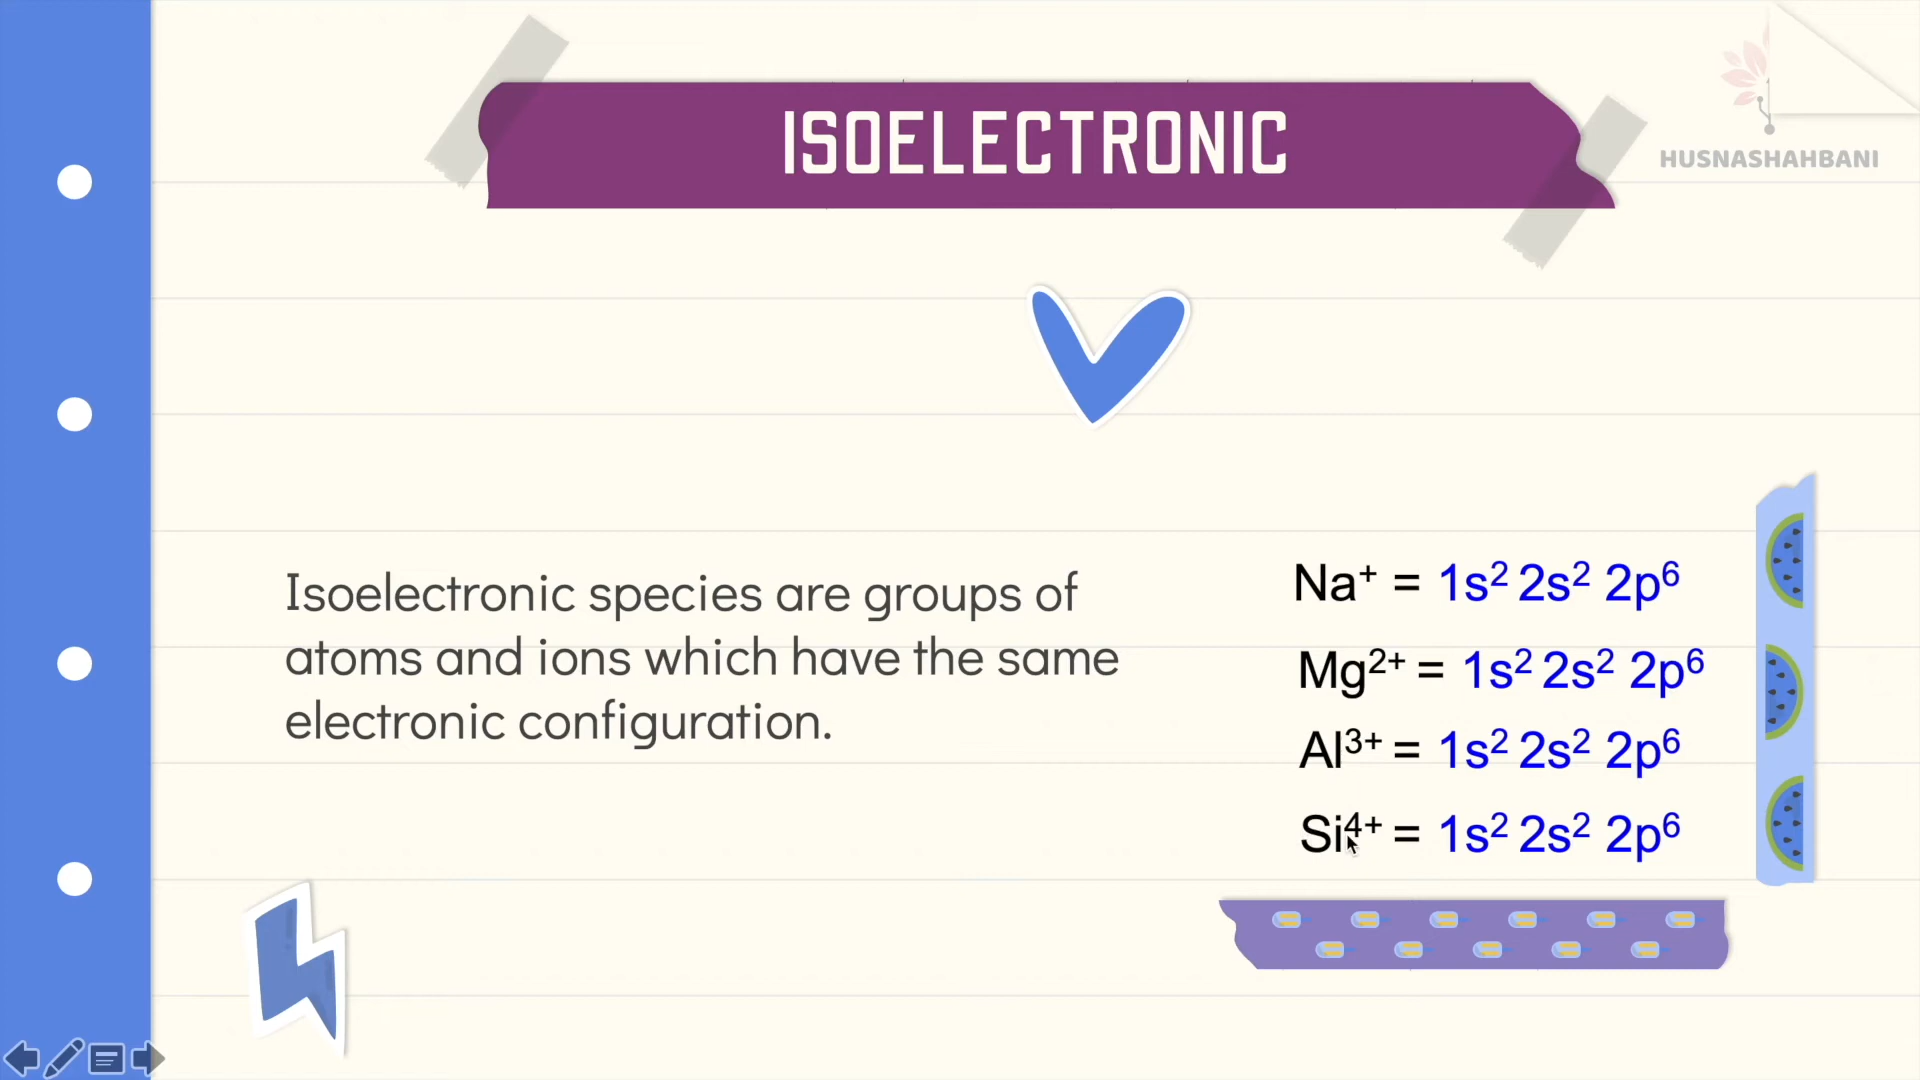 ISOELECTRONIC
HUSNASHAHBANI
Isoelectronic species are groups of
atoms and ions which have the same
electronic configuration.
Na⁺ = 1s² 2s² 2p⁶
Mg²⁺ = 1s² 2s² 2p⁶
Al³⁺ = 1s² 2s² 2p⁶
Si⁴⁺ = 1s² 2s² 2p⁶